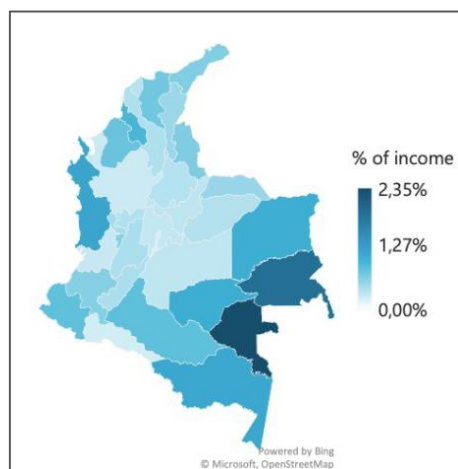 % of income
2,35%
1,27%
0,00%
Powered by Bing
© Microsoft, OpenStreetMap